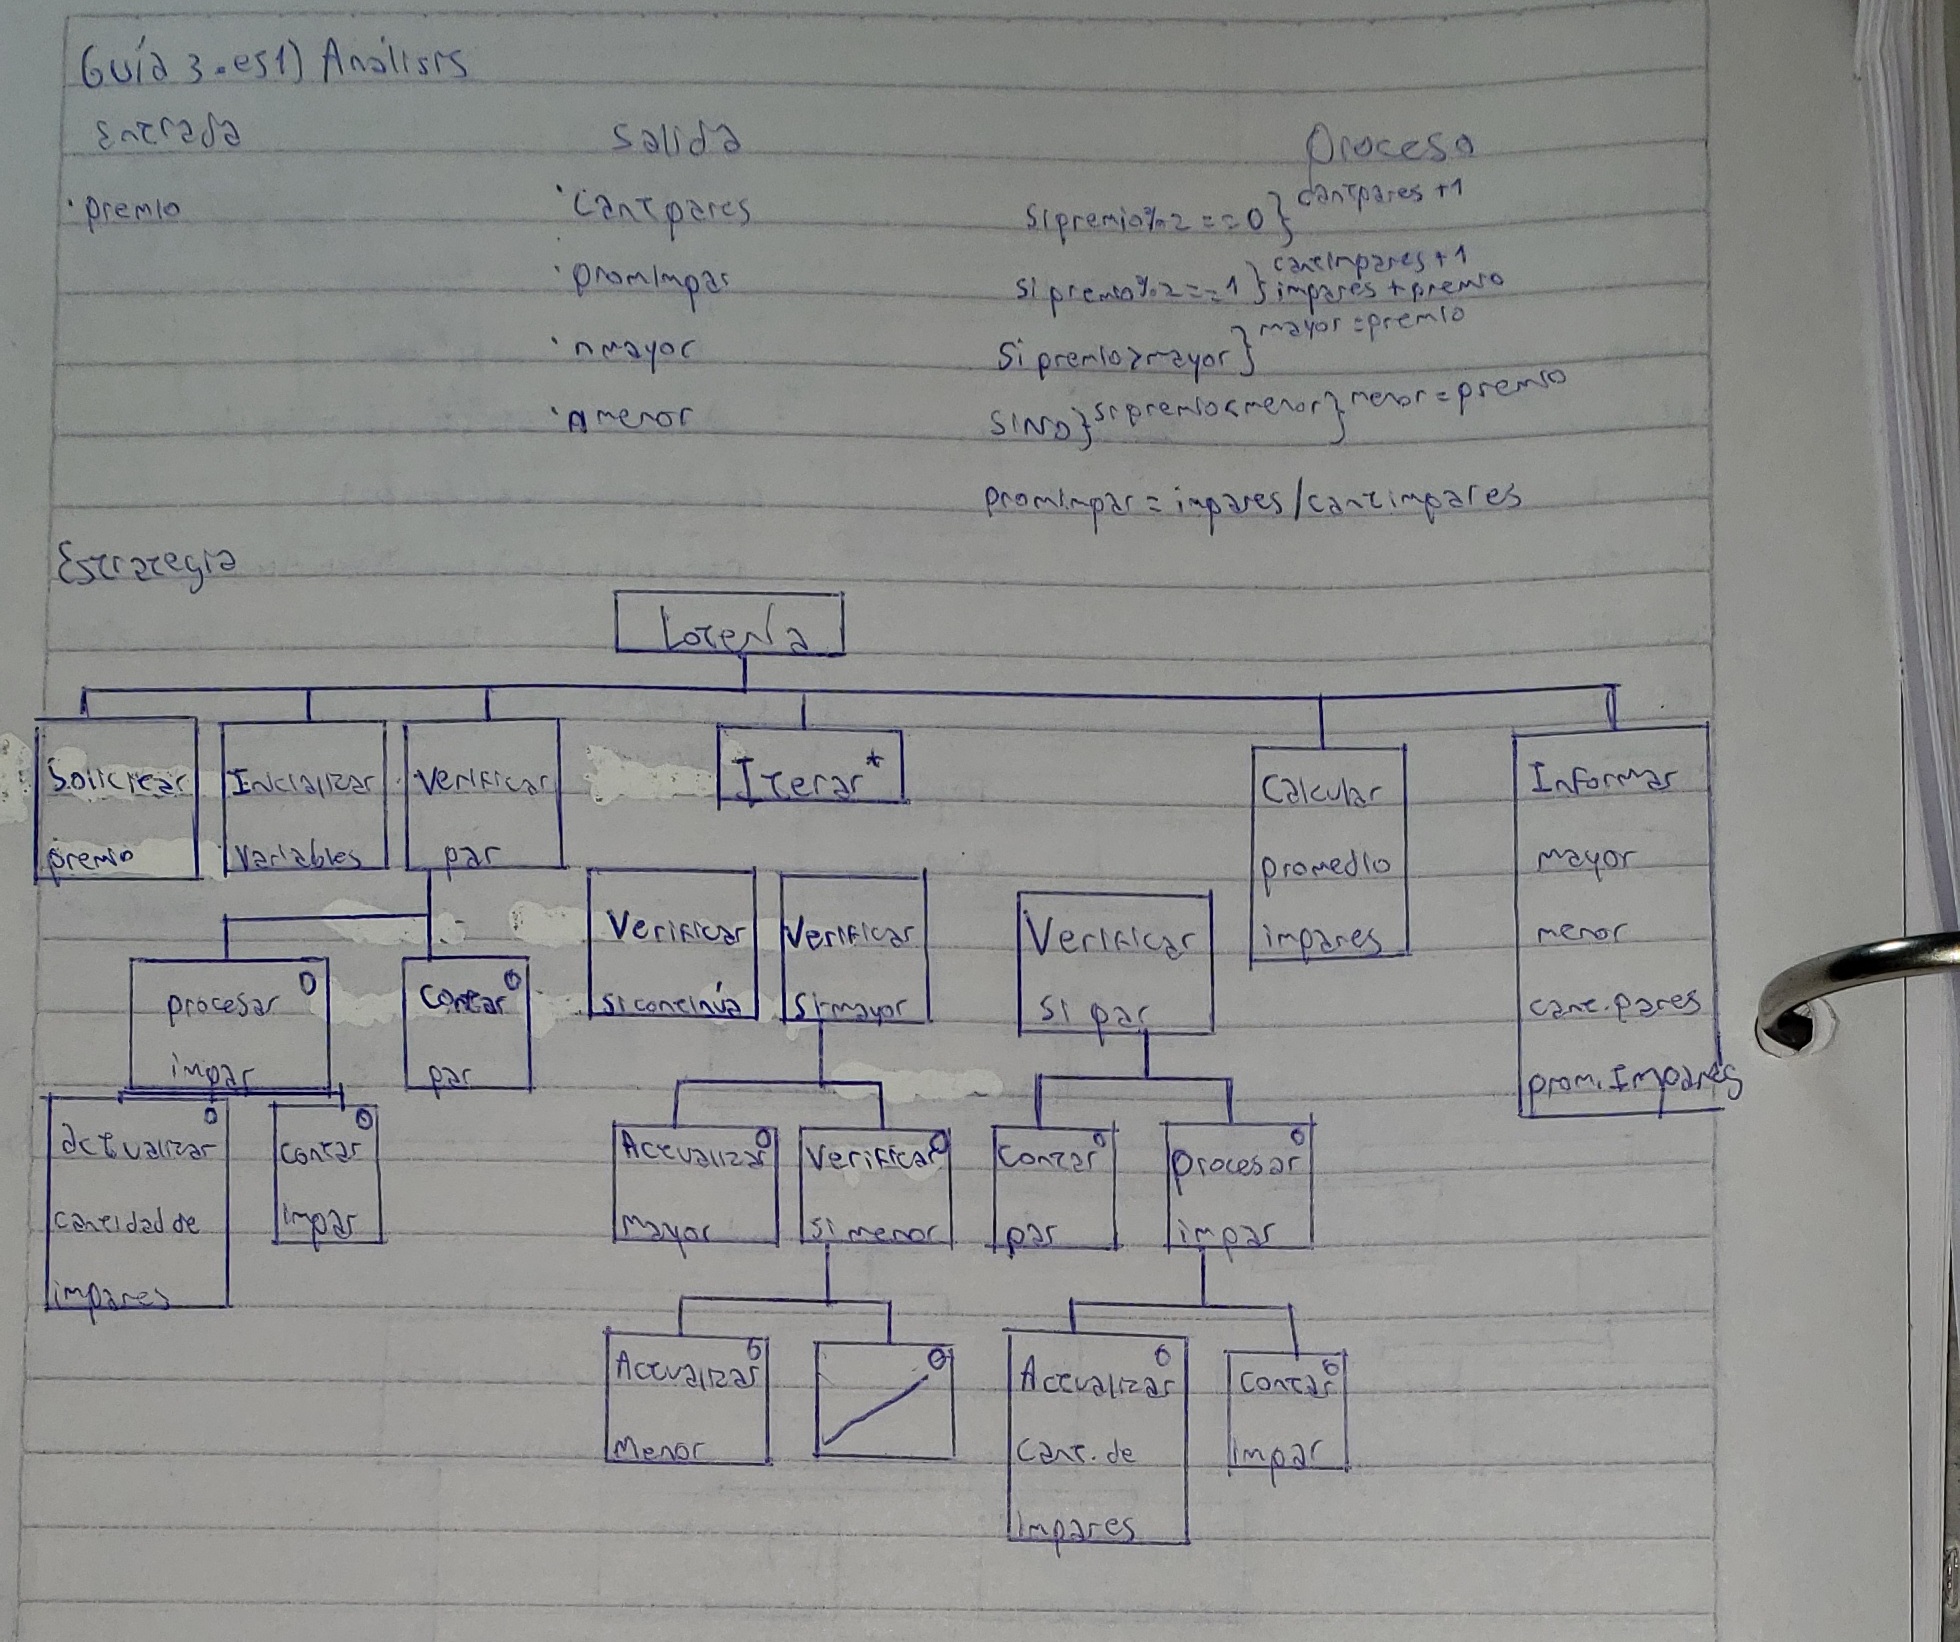 Guía 3.ej1) Análisis
Entrada Salida Proceso
·premio ·cantpares Si premio%2==0} cantpares +1
·promImpar Si premio%2==1} cantimpares+1
impares + premio
·nmayor Si premio>mayor} mayor=premio
·nmenor SINO} si premio<menor} menor=premio
promImpar = impares/cantimpares
Estrategia
Lotería
Solicitar
premio
Inicializar
Variables
Verificar
par
Iterar*
Calcular
promedio
impares
Informar
mayor
menor
cant.pares
prom.Impares
procesar
impar
O
Contar
par
O
Verificar
si continúa
Verificar
Si mayor
Verificar
Si par
actualizar
cantidad de
impares
O
contar
impar
O
Actualizar
Mayor
O
Verificar
Si menor
O
Contar
par
O
Procesar
impar
O
Actualizar
Menor
O
O
Actualizar
Cant. de
Impares
O
Contar
Impar
O